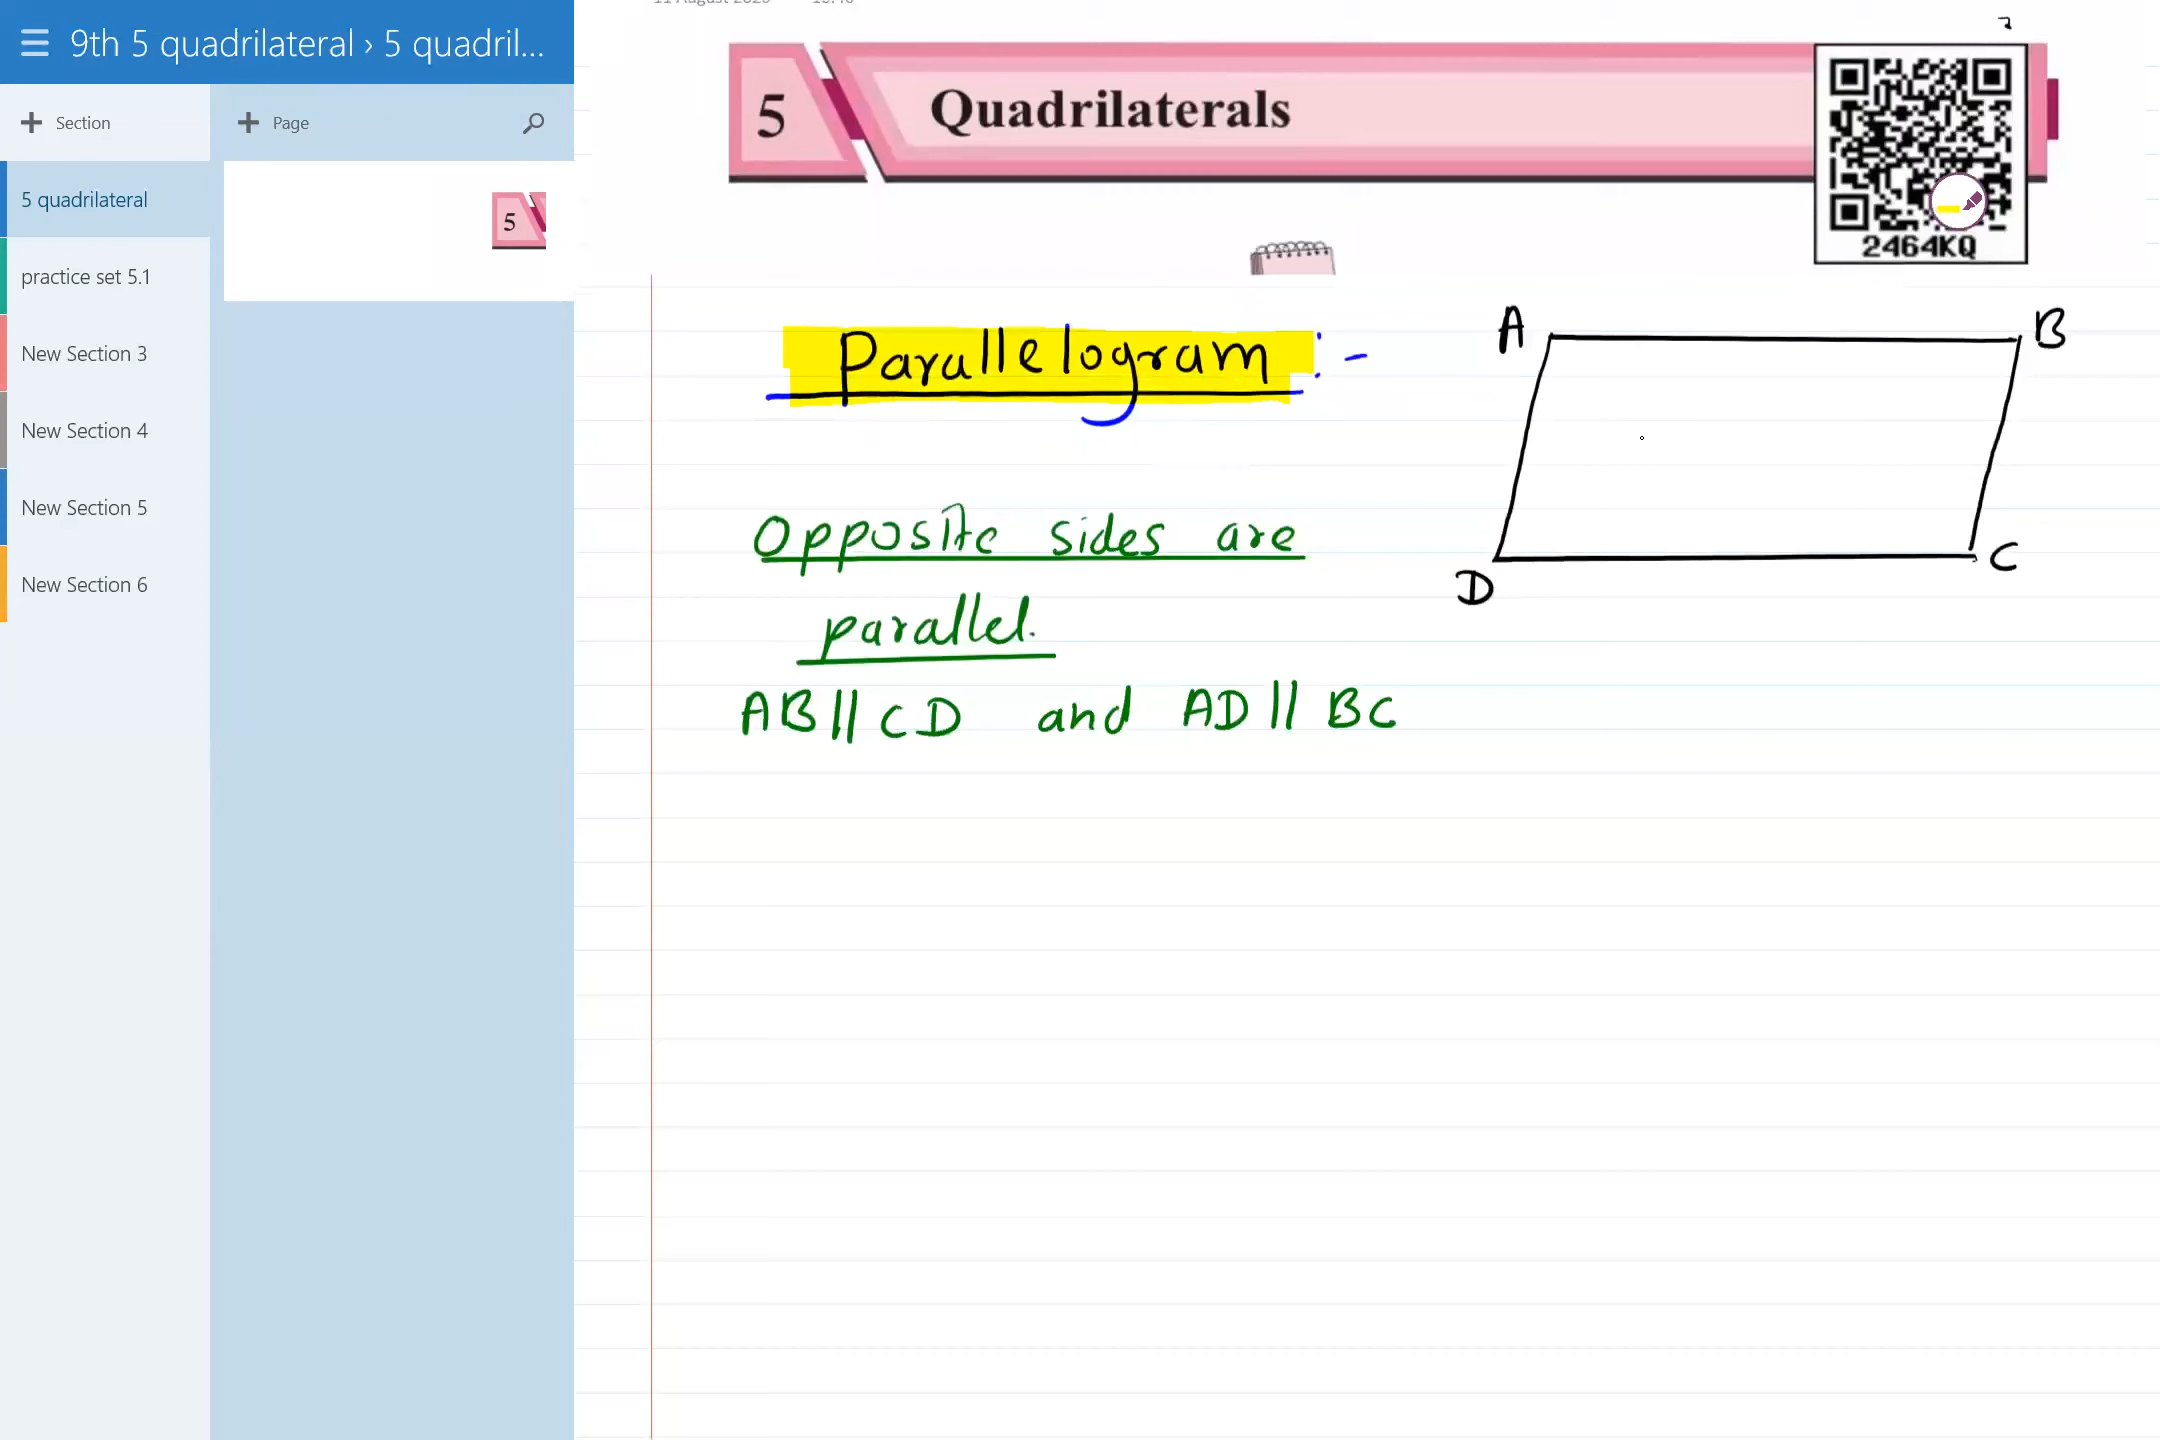 9th 5 quadrilateral › 5 quadril...
Section
Page
5 quadrilateral
practice set 5.1
New Section 3
New Section 4
New Section 5
New Section 6
5
5 Quadrilaterals
2464KQ
Parallelogram :-
Opposite sides are
parallel.
AB || CD and AD || BC
A
B
D
C